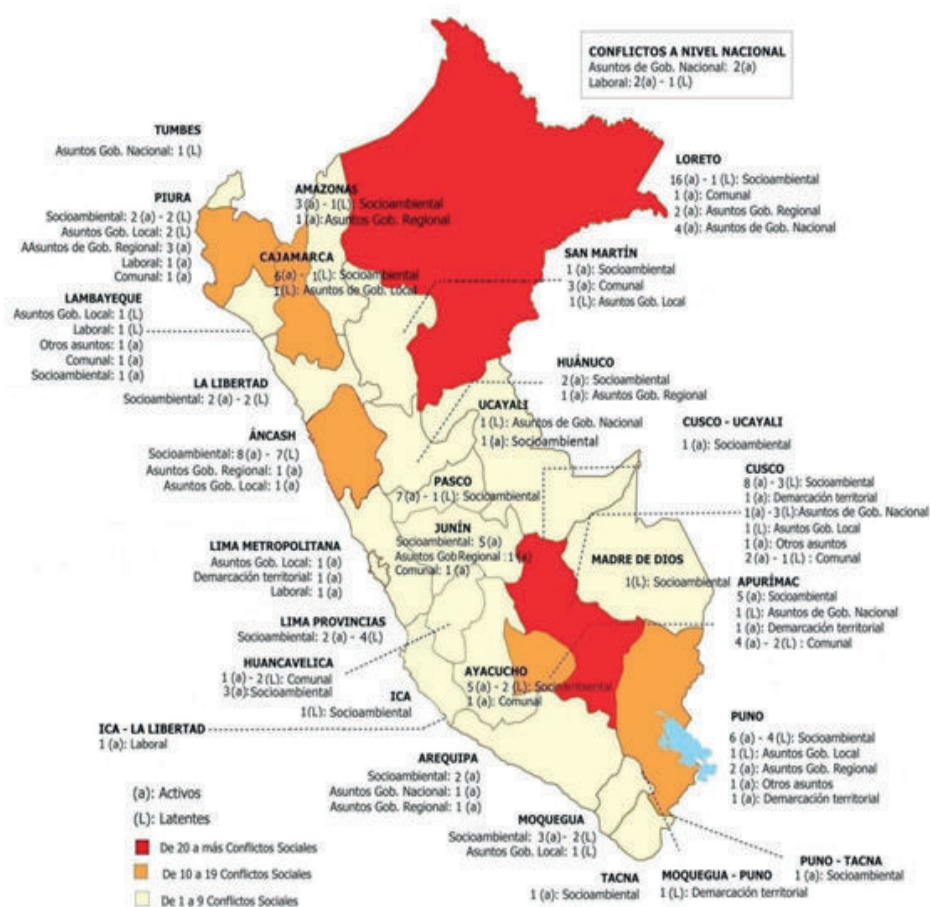 CONFLICTOS A NIVEL NACIONAL
Asuntos de Gob. Nacional: 2(a)
Laboral: 2(a) - 1(L)
TUMBES
Asuntos Gob. Nacional: 1 (L)
PIURA
Socioambiental: 2 (a) - 2 (L)
Asuntos Gob. Local: 2 (L)
AAsuntos de Gob. Regional: 3 (a)
Laboral: 1 (a)
Comunal: 1 (a)
AMAZONAS
3(a) - 1(L): Socioambiental
1(a): Asuntos Gob. Regional
LORETO
16(a) - 1 (L): Socioambiental
1 (a): Comunal
2 (a): Asuntos Gob. Regional
4(a): Asuntos de Gob. Nacional
CAJAMARCA
6(a) - 1(L): Socioambiental
1(L): Asuntos de Gob. Local
SAN MARTÍN
1 (a): Socioambiental
3 (a): Comunal
1(L): Asuntos Gob. Local
LAMBAYEQUE
Asuntos Gob. Local: 1 (L)
Laboral: 1 (L)
Otros asuntos: 1 (a)
Comunal: 1 (a)
Socioambiental: 1 (a)
LA LIBERTAD
Socioambiental: 2 (a) - 2 (L)
HUÁNUCO
2(a): Socioambiental
1(a): Asuntos Gob. Regional
UCAYALI
1(L): Asuntos de Gob. Nacional
1(a): Socioambiental
CUSCO - UCAYALI
1(a): Socioambiental
ÁNCASH
Socioambiental: 8(a) - 7(L)
Asuntos Gob. Regional: 1 (a)
Asuntos Gob. Local: 1 (a)
PASCO
7(a) - 1(L): Socioambiental
CUSCO
8(a) - 3(L): Socioambiental
1(a): Demarcación territorial
1(a) - 3(L):Asuntos de Gob. Nacional
1(L): Asuntos Gob. Local
1(a): Otros asuntos
2(a) - 1(L) : Comunal
JUNÍN
Socioambiental: 5(a)
Asuntos Gob Regional : 1(a)
Comunal: 1 (a)
LIMA METROPOLITANA
Asuntos Gob. Local: 1 (a)
Demarcación territorial: 1 (a)
Laboral: 1 (a)
MADRE DE DIOS
1(L): Socioambiental
APURÍMAC
5(a): Socioambiental
1(L): Asuntos de Gob. Nacional
1(a): Demarcación territorial
4(a) - 2(L) : Comunal
LIMA PROVINCIAS
Socioambiental: 2 (a) - 4(L)
HUANCAVELICA
1(a) - 2(L): Comunal
3(a):Socioambiental
AYACUCHO
5(a) - 2(L): Socioambiental
1(a): Comunal
ICA
1(L): Socioambiental
ICA - LA LIBERTAD
1 (a): Laboral
PUNO
6 (a) - 4(L): Socioambiental
1(L): Asuntos Gob. Local
2 (a): Asuntos Gob. Regional
1(a): Otros asuntos
1 (a): Demarcación territorial
AREQUIPA
Socioambiental: 2 (a)
Asuntos Gob. Nacional: 1 (a)
Asuntos Gob. Regional: 1 (a)
MOQUEGUA
Socioambiental: 3(a) - 2(L)
Asuntos Gob. Local: 1(L)
TACNA
1 (a): Socioambiental
MOQUEGUA - PUNO
1 (L): Demarcación territorial
PUNO - TACNA
1 (a): Socioambiental
(a): Activos
(L): Latentes
De 20 a más Conflictos Sociales
De 10 a 19 Conflictos Sociales
De 1 a 9 Conflictos Sociales